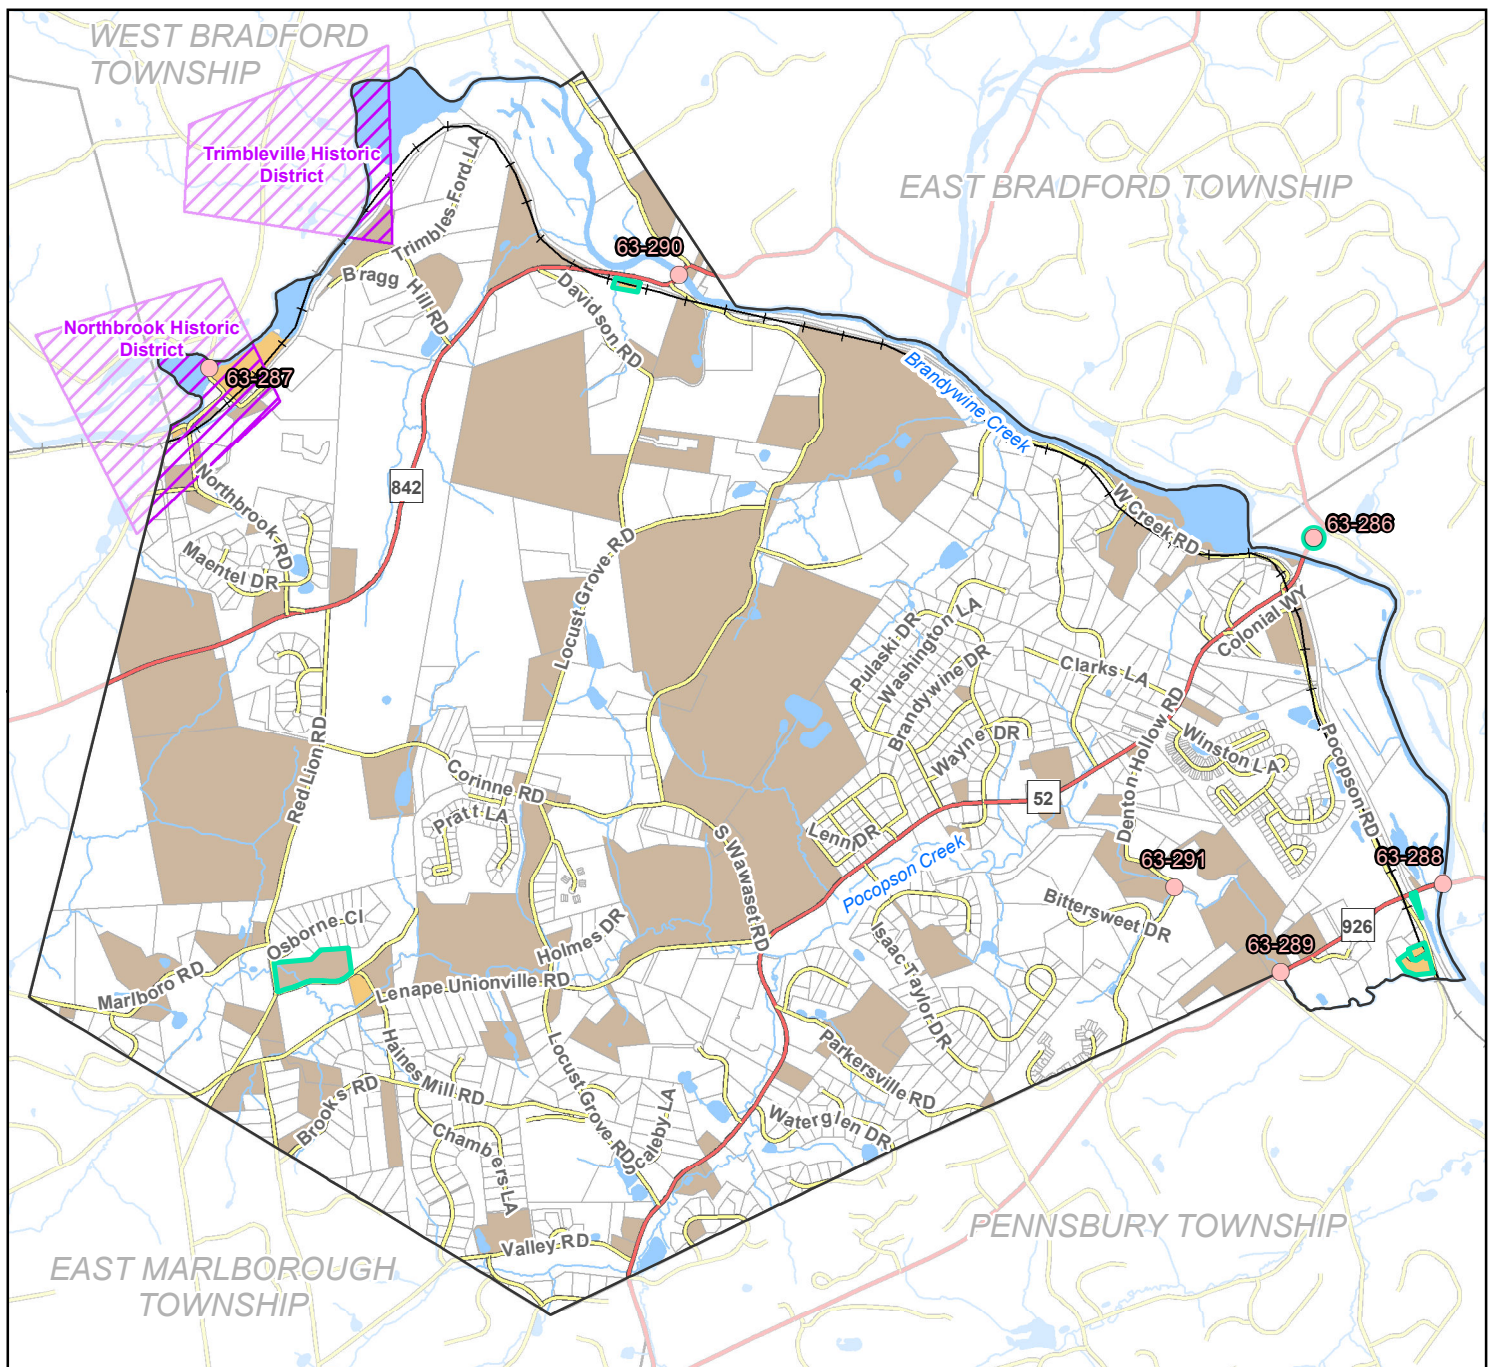 WEST BRADFORD
TOWNSHIP
Trimbleville Historic
District
EAST BRADFORD TOWNSHIP
Trimbles Ford LA
63-290
Bragg Hill RD
Davidson RD
Northbrook Historic
District
63-287
Brandywine Creek
842
Northbrook RD
W Creek RD
63-286
Maentel DR
Locust Grove RD
Colonial WY
Pulaski DR
Washington LA
Brandywine DR
Clarks LA
Wayne DR
Denton Hollow RD
Winston LA
Red Lion RD
Corinne RD
Pratt LA
Pocopson RD
52
Lenni DR
S Wawaset RD
Pocopson Creek
63-291
63-288
Bittersweet DR
926
Osborne CI
Holmes DR
Isaac Taylor DR
63-289
Marlboro RD
Lenape Unionville RD
Haines Mill RD
Locust Grove RD
Parkersville RD
Brooks RD
Scaleby LA
Waterglen DR
Chambers LA
Valley RD
PENNSBURY TOWNSHIP
EAST MARLBOROUGH
TOWNSHIP